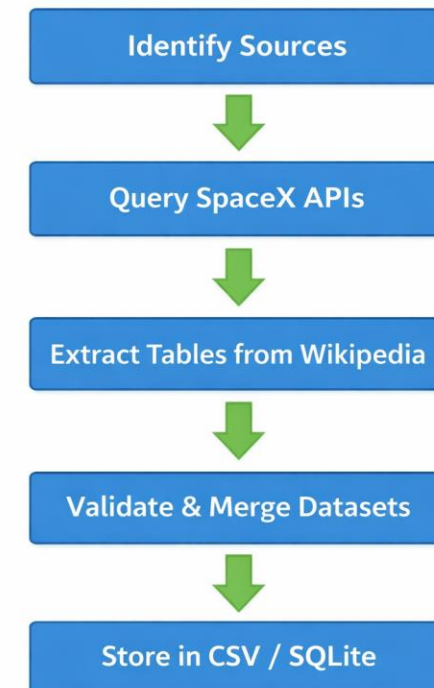 Identify Sources
Query SpaceX APIs
Extract Tables from Wikipedia
Validate & Merge Datasets
Store in CSV / SQLite